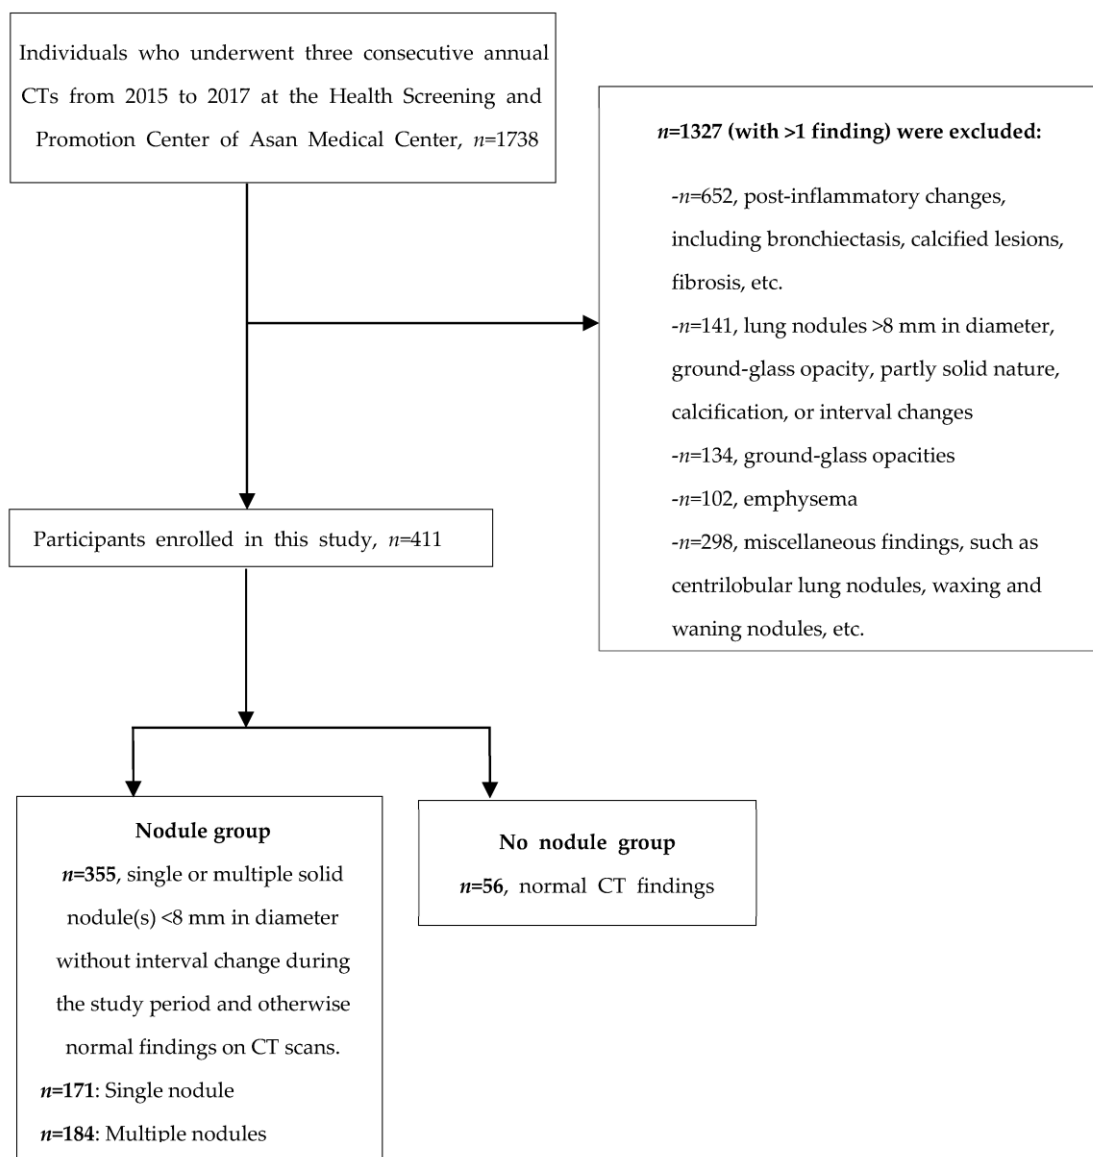 Individuals who underwent three consecutive annual
CTs from 2015 to 2017 at the Health Screening and
Promotion Center of Asan Medical Center, n=1738
n=1327 (with >1 finding) were excluded:
-n=652, post-inflammatory changes,
including bronchiectasis, calcified lesions,
fibrosis, etc.
-n=141, lung nodules >8 mm in diameter,
ground-glass opacity, partly solid nature,
calcification, or interval changes
-n=134, ground-glass opacities
-n=102, emphysema
-n=298, miscellaneous findings, such as
centrilobular lung nodules, waxing and
waning nodules, etc.
Participants enrolled in this study, n=411
Nodule group
n=355, single or multiple solid
nodule(s) <8 mm in diameter
without interval change during
the study period and otherwise
normal findings on CT scans.
n=171: Single nodule
n=184: Multiple nodules
No nodule group
n=56, normal CT findings